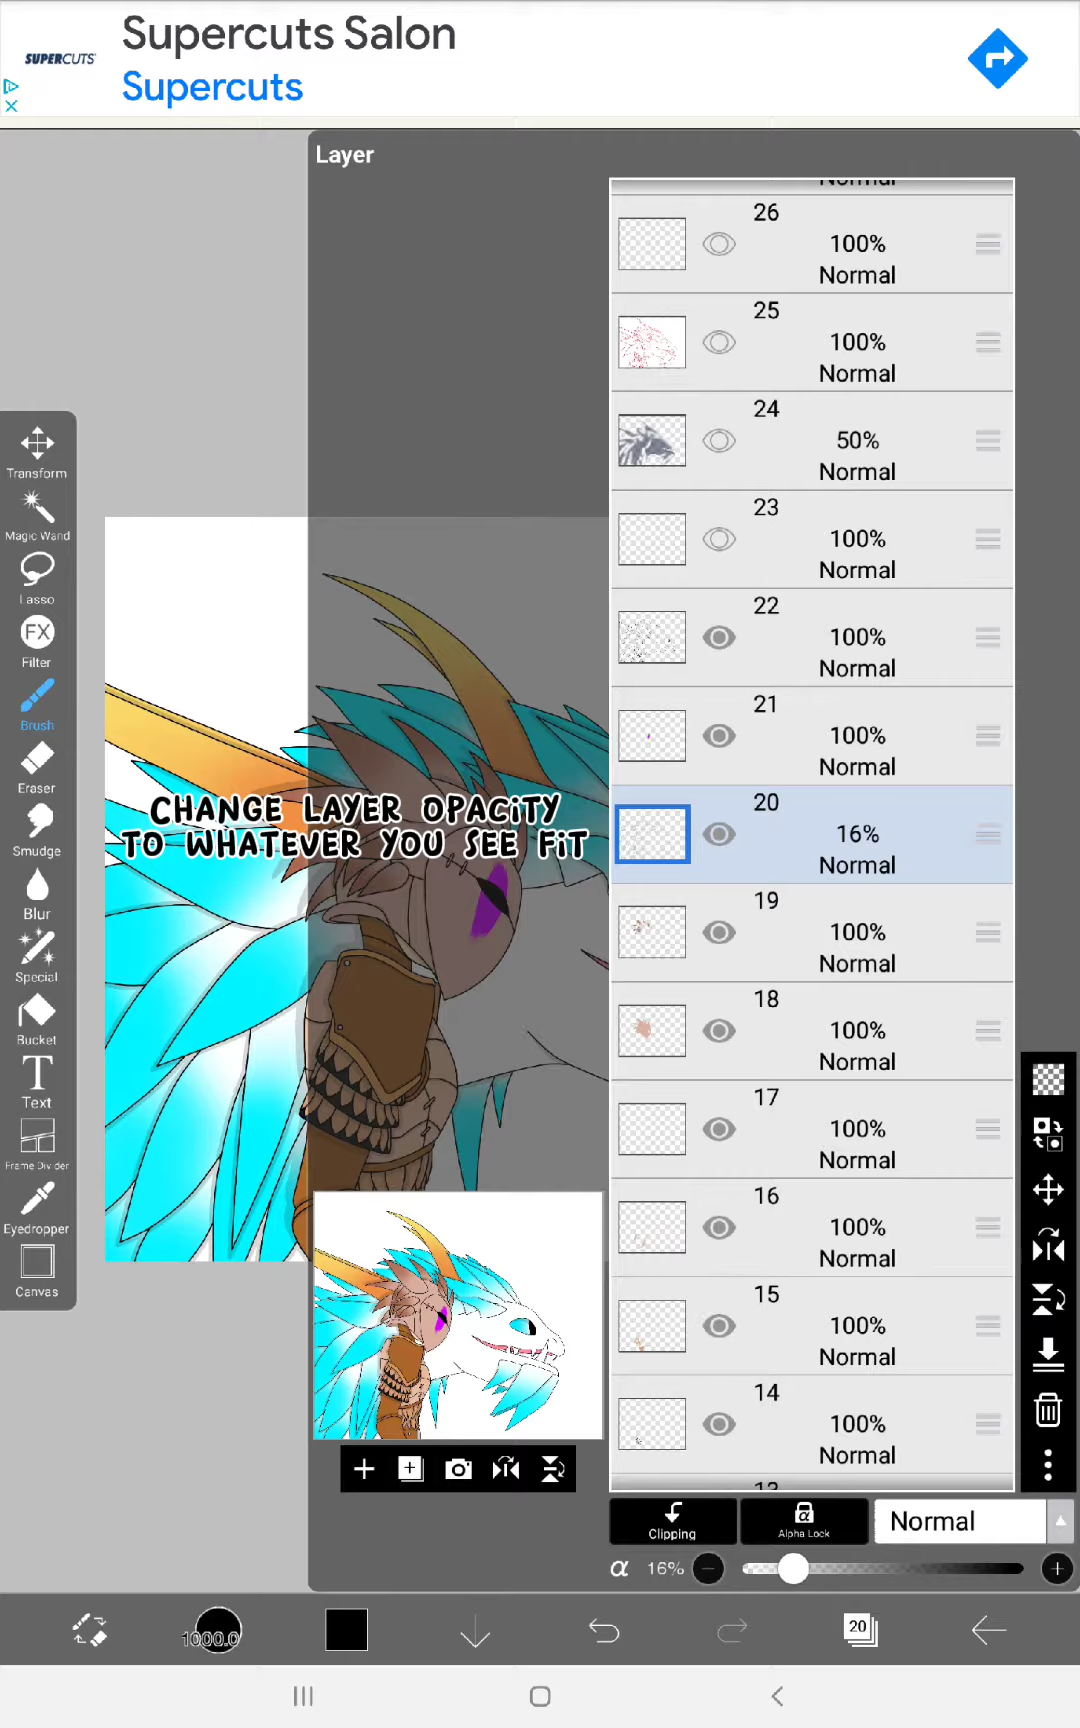 Supercuts Salon
SUPERCUTS
Supercuts
Layer
Normal
26
100%
Normal
25
100%
Normal
24
50%
Normal
23
100%
Normal
22
100%
Normal
21
100%
Normal
20
16%
Normal
19
100%
Normal
18
100%
Normal
17
100%
Normal
16
100%
Normal
15
100%
Normal
14
100%
Normal
13
Transform
Magic Wand
Lasso
FX
Filter
Brush
Eraser
Smudge
Blur
Special
Bucket
T
Text
Frame Divider
Eyedropper
Canvas
CHANGE LAYER OPACITY
TO WHATEVER YOU SEE FIT
Clipping
α
Alpha Lock
Normal
α 16%
1000.0
20